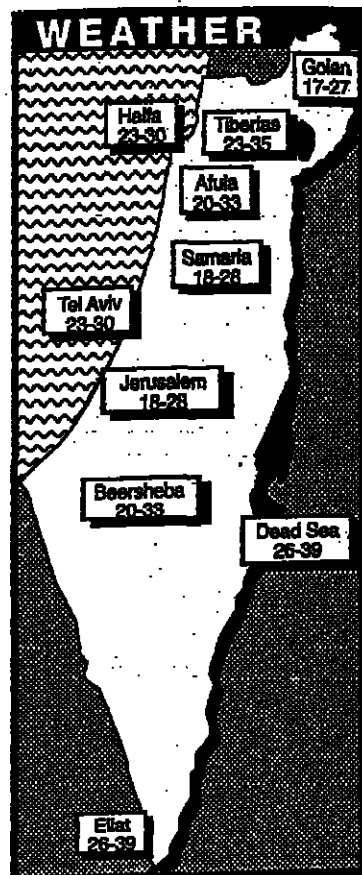 WEATHER
Golan
17-27
Haifa
23-30
Tiberias
23-35
Afula
20-33
Samaria
18-28
Tel Aviv
23-30
Jerusalem
18-28
Beersheba
20-33
Dead Sea
26-39
Eilat
26-39